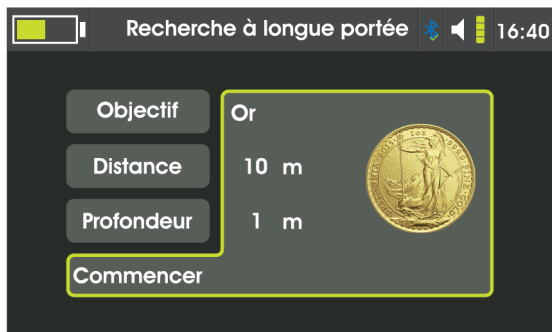 Recherche à longue portée 16:40
Objectif Or
Distance 10 m
Profondeur 1 m
Commencer